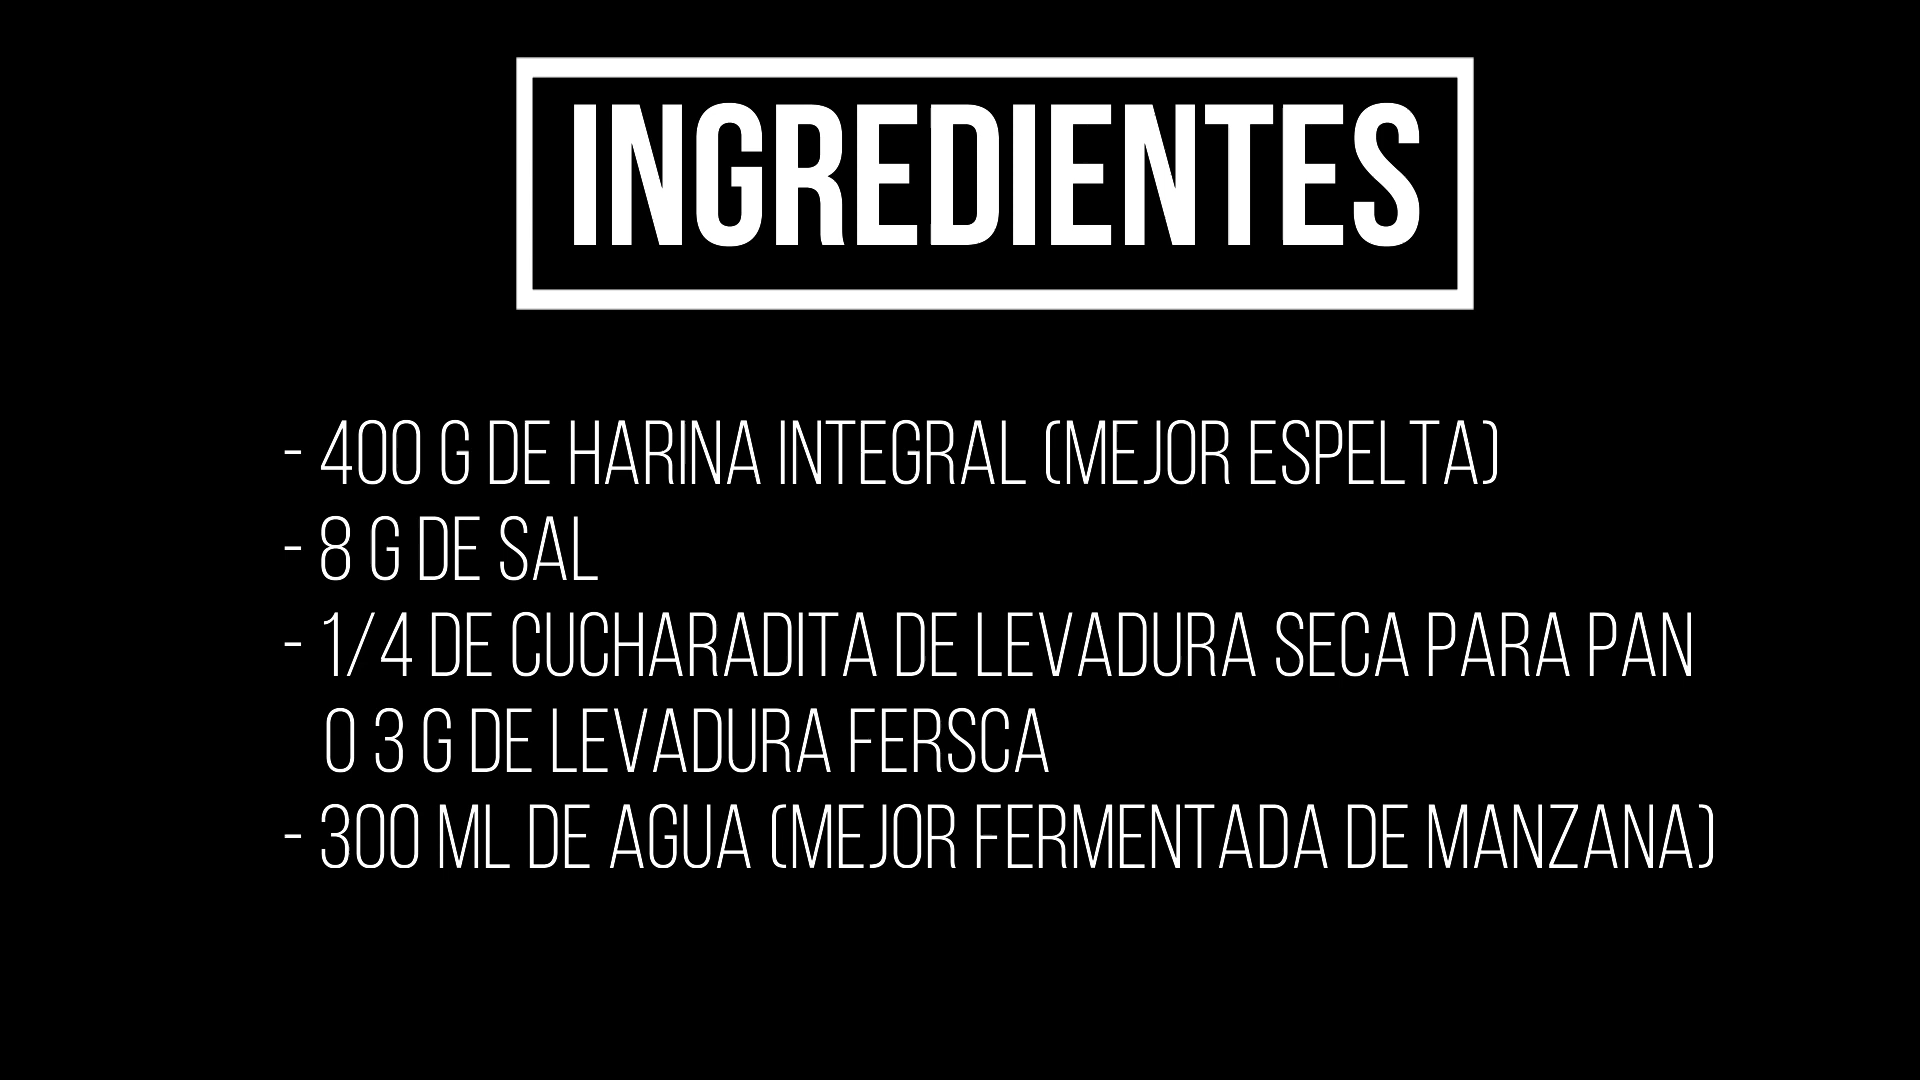 INGREDIENTES
- 400 G DE HARINA INTEGRAL (MEJOR ESPELTA)
- 8 G DE SAL
- 1/4 DE CUCHARADITA DE LEVADURA SECA PARA PAN
O 3 G DE LEVADURA FERSCA
- 300 ML DE AGUA (MEJOR FERMENTADA DE MANZANA)